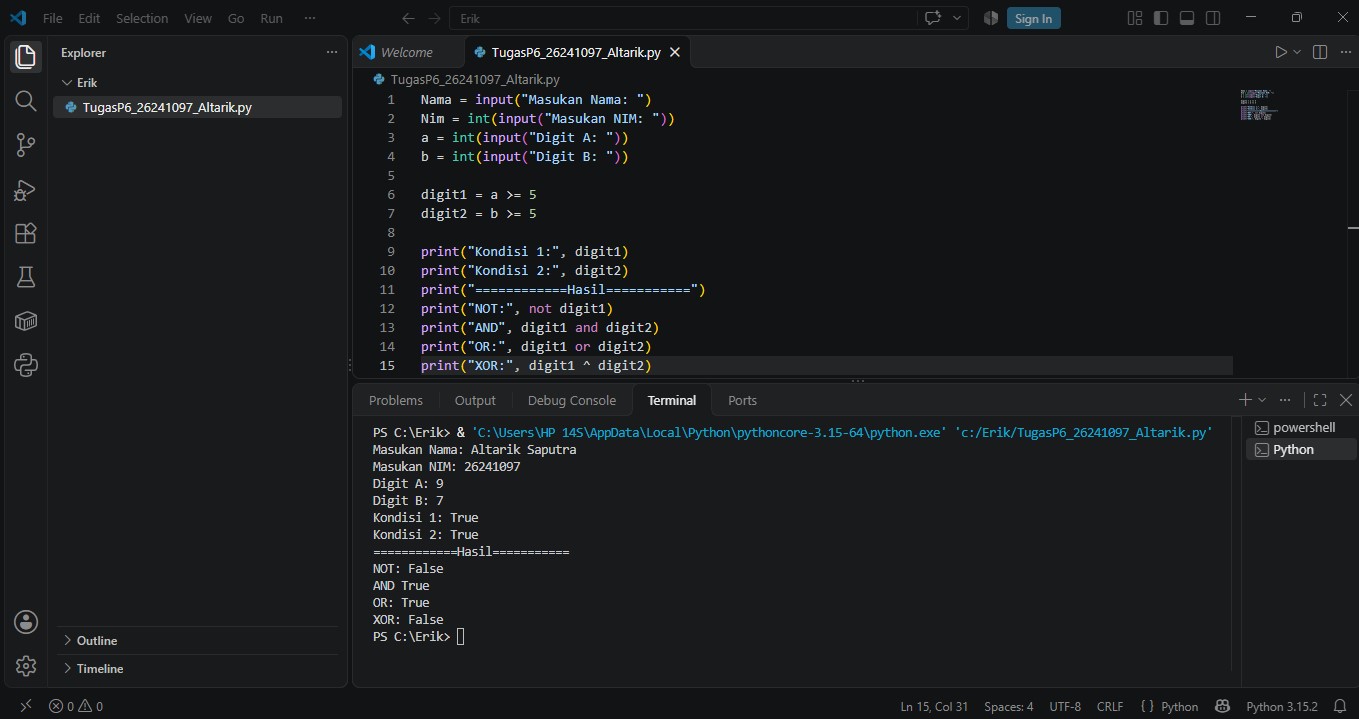 File Edit Selection View Go Run ··· Erik Sign In
Explorer ···
Erik
TugasP6_26241097_Altarik.py
Outline
Timeline
Welcome TugasP6_26241097_Altarik.py
TugasP6_26241097_Altarik.py
1 Nama = input("Masukan Nama: ")
2 Nim = int(input("Masukan NIM: "))
3 a = int(input("Digit A: "))
4 b = int(input("Digit B: "))
5
6 digit1 = a >= 5
7 digit2 = b >= 5
8
9 print("Kondisi 1:", digit1)
10 print("Kondisi 2:", digit2)
11 print("============Hasil===========")
12 print("NOT:", not digit1)
13 print("AND", digit1 and digit2)
14 print("OR:", digit1 or digit2)
15 print("XOR:", digit1 ^ digit2)
Problems Output Debug Console Terminal Ports
PS C:\Erik> & 'C:\Users\HP 14S\AppData\Local\Python\pythoncore-3.15-64\python.exe' 'c:/Erik/TugasP6_26241097_Altarik.py'
Masukan Nama: Altarik Saputra
Masukan NIM: 26241097
Digit A: 9
Digit B: 7
Kondisi 1: True
Kondisi 2: True
============Hasil===========
NOT: False
AND True
OR: True
XOR: False
PS C:\Erik>
powershell
Python
0 0 Ln 15, Col 31 Spaces: 4 UTF-8 CRLF { } Python Python 3.15.2